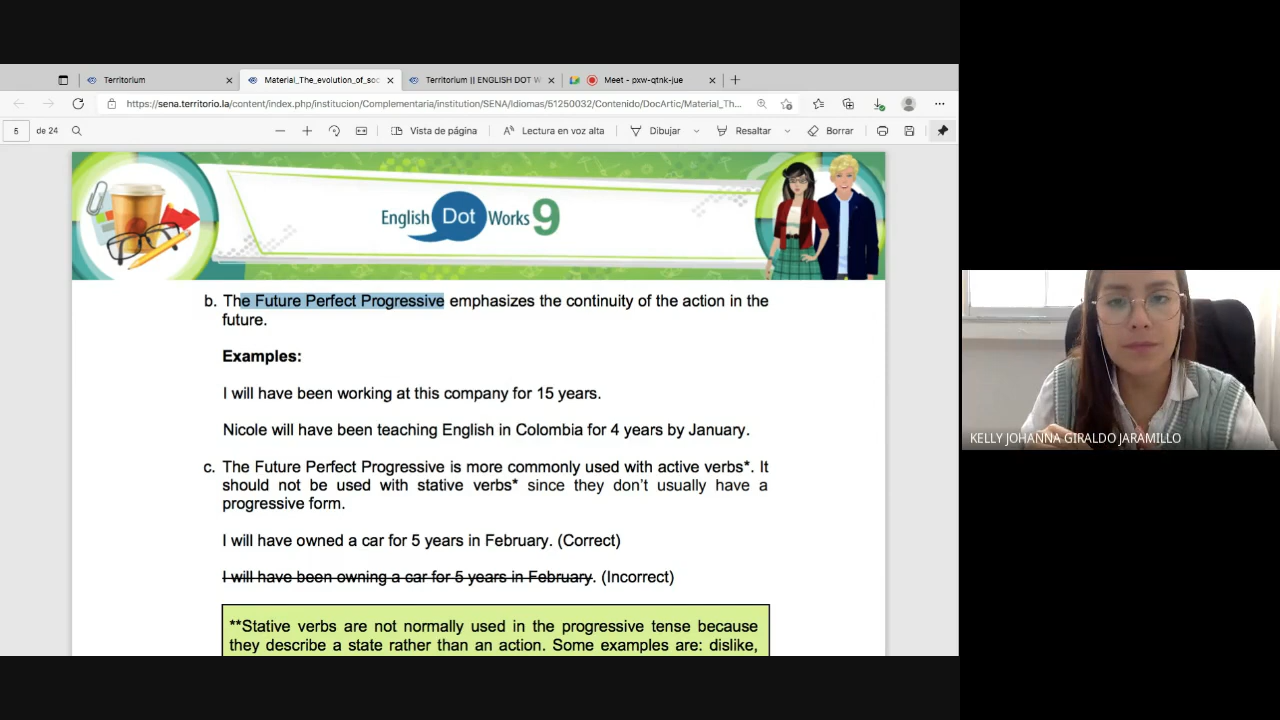 Territorium
Material_The_evolution_of_soc
Territorium || ENGLISH DOT W
Meet - pxw-qtnk-jue
https://sena.territorio.la/content/index.php/institucion/Complementaria/institution/SENA/Idiomas/51250032/Contenido/DocArtic/Material_Th...
5 de 24
Vista de página
Lectura en voz alta
Dibujar
Resaltar
Borrar
English Dot Works 9
b. The Future Perfect Progressive emphasizes the continuity of the action in the
future.
Examples:
I will have been working at this company for 15 years.
Nicole will have been teaching English in Colombia for 4 years by January.
c. The Future Perfect Progressive is more commonly used with active verbs*. It
should not be used with stative verbs* since they don't usually have a
progressive form.
I will have owned a car for 5 years in February. (Correct)
I will have been owning a car for 5 years in February. (Incorrect)
**Stative verbs are not normally used in the progressive tense because
they describe a state rather than an action. Some examples are: dislike,
KELLY JOHANNA GIRALDO JARAMILLO